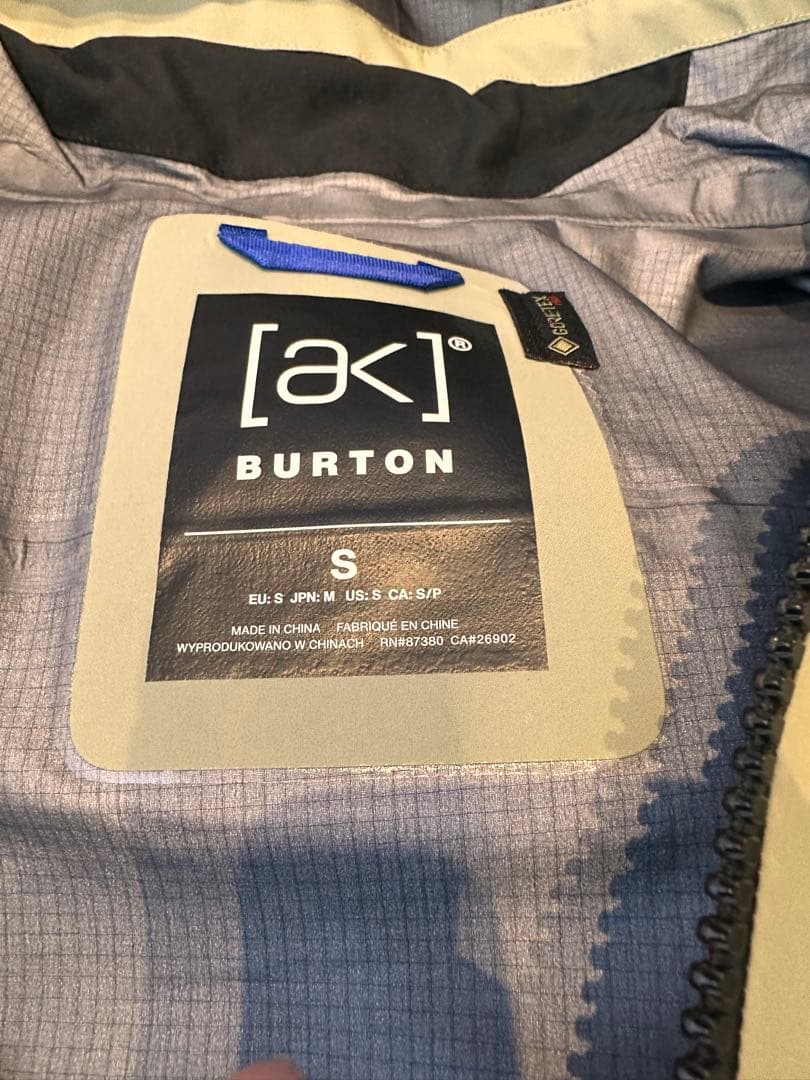 [ak]®
BURTON
S
EU: S JPN: M US: S CA: S/P
MADE IN CHINA FABRIQUÉ EN CHINE
WYPRODUKOWANO W CHINACH RN#87380 CA#26902
GORE-TEX